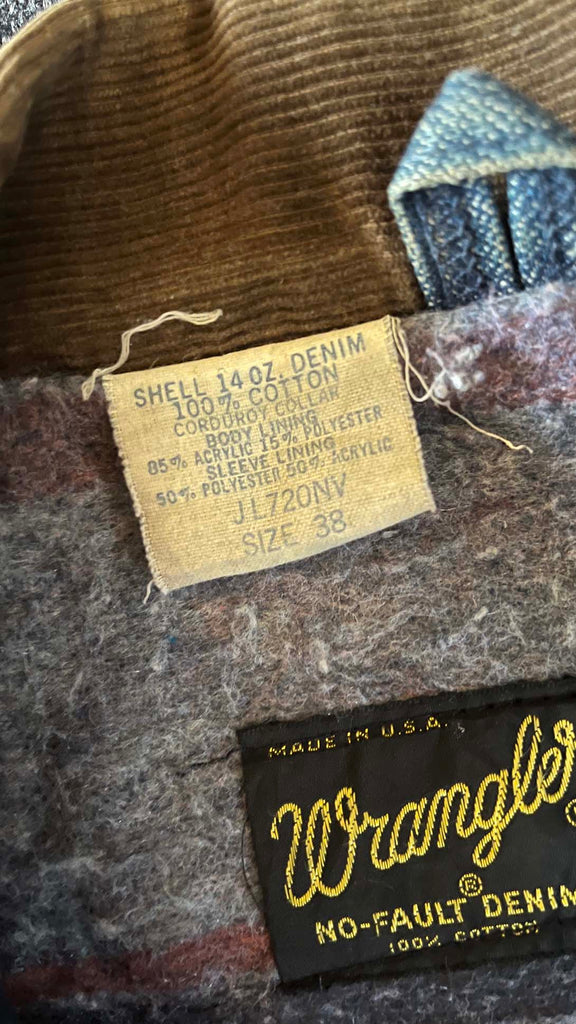 SHELL 14 OZ. DENIM
100% COTTON
CORDUROY COLLAR
BODY LINING
85% ACRYLIC 15% POLYESTER
SLEEVE LINING
50% POLYESTER 50% ACRYLIC
JL720NV
SIZE 38
MADE IN U.S.A.
Wrangler
®
NO-FAULT DENIM
100% COTTON